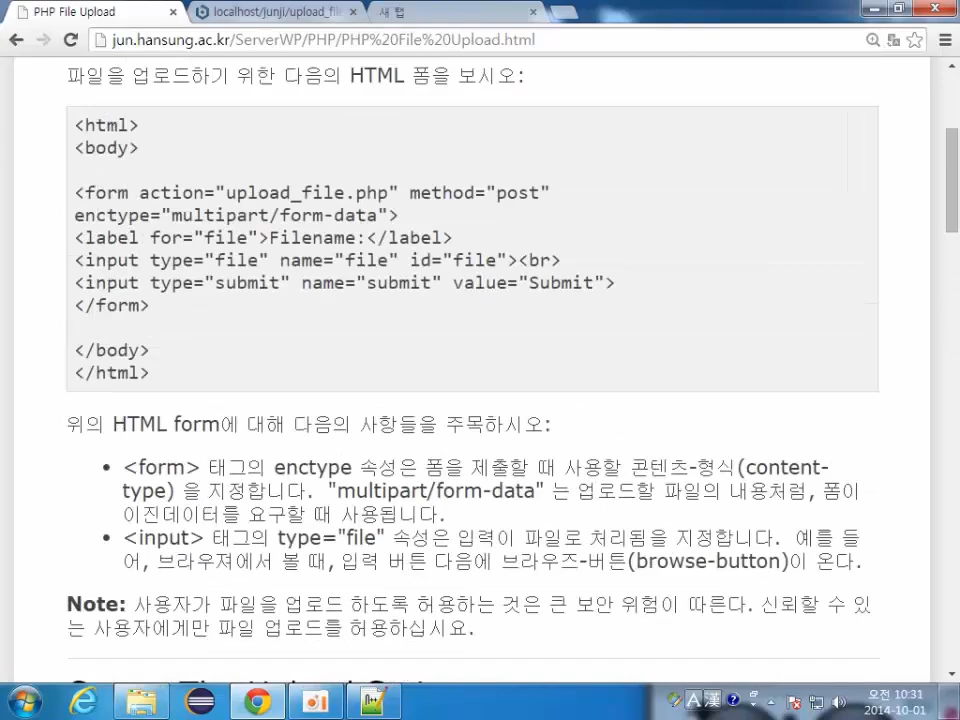 PHP File Upload
localhost/junji/upload_file
새 탭
jun.hansung.ac.kr/ServerWP/PHP/PHP%20File%20Upload.html
파일을 업로드하기 위한 다음의 HTML 폼을 보시오:
<html>
<body>
<form action="upload_file.php" method="post"
enctype="multipart/form-data">
<label for="file">Filename:</label>
<input type="file" name="file" id="file"><br>
<input type="submit" name="submit" value="Submit">
</form>
</body>
</html>
위의 HTML form에 대해 다음의 사항들을 주목하시오:
• <form> 태그의 enctype 속성은 폼을 제출할 때 사용할 콘텐츠-형식(content-
type) 을 지정합니다. "multipart/form-data" 는 업로드할 파일의 내용처럼, 폼이
이진데이터를 요구할 때 사용됩니다.
• <input> 태그의 type="file" 속성은 입력이 파일로 처리됨을 지정합니다. 예를 들
어, 브라우져에서 볼 때, 입력 버튼 다음에 브라우즈-버튼(browse-button)이 온다.
Note: 사용자가 파일을 업로드 하도록 허용하는 것은 큰 보안 위험이 따른다. 신뢰할 수 있
는 사용자에게만 파일 업로드를 허용하십시요.
A 漢
오전 10:31
2014-10-01